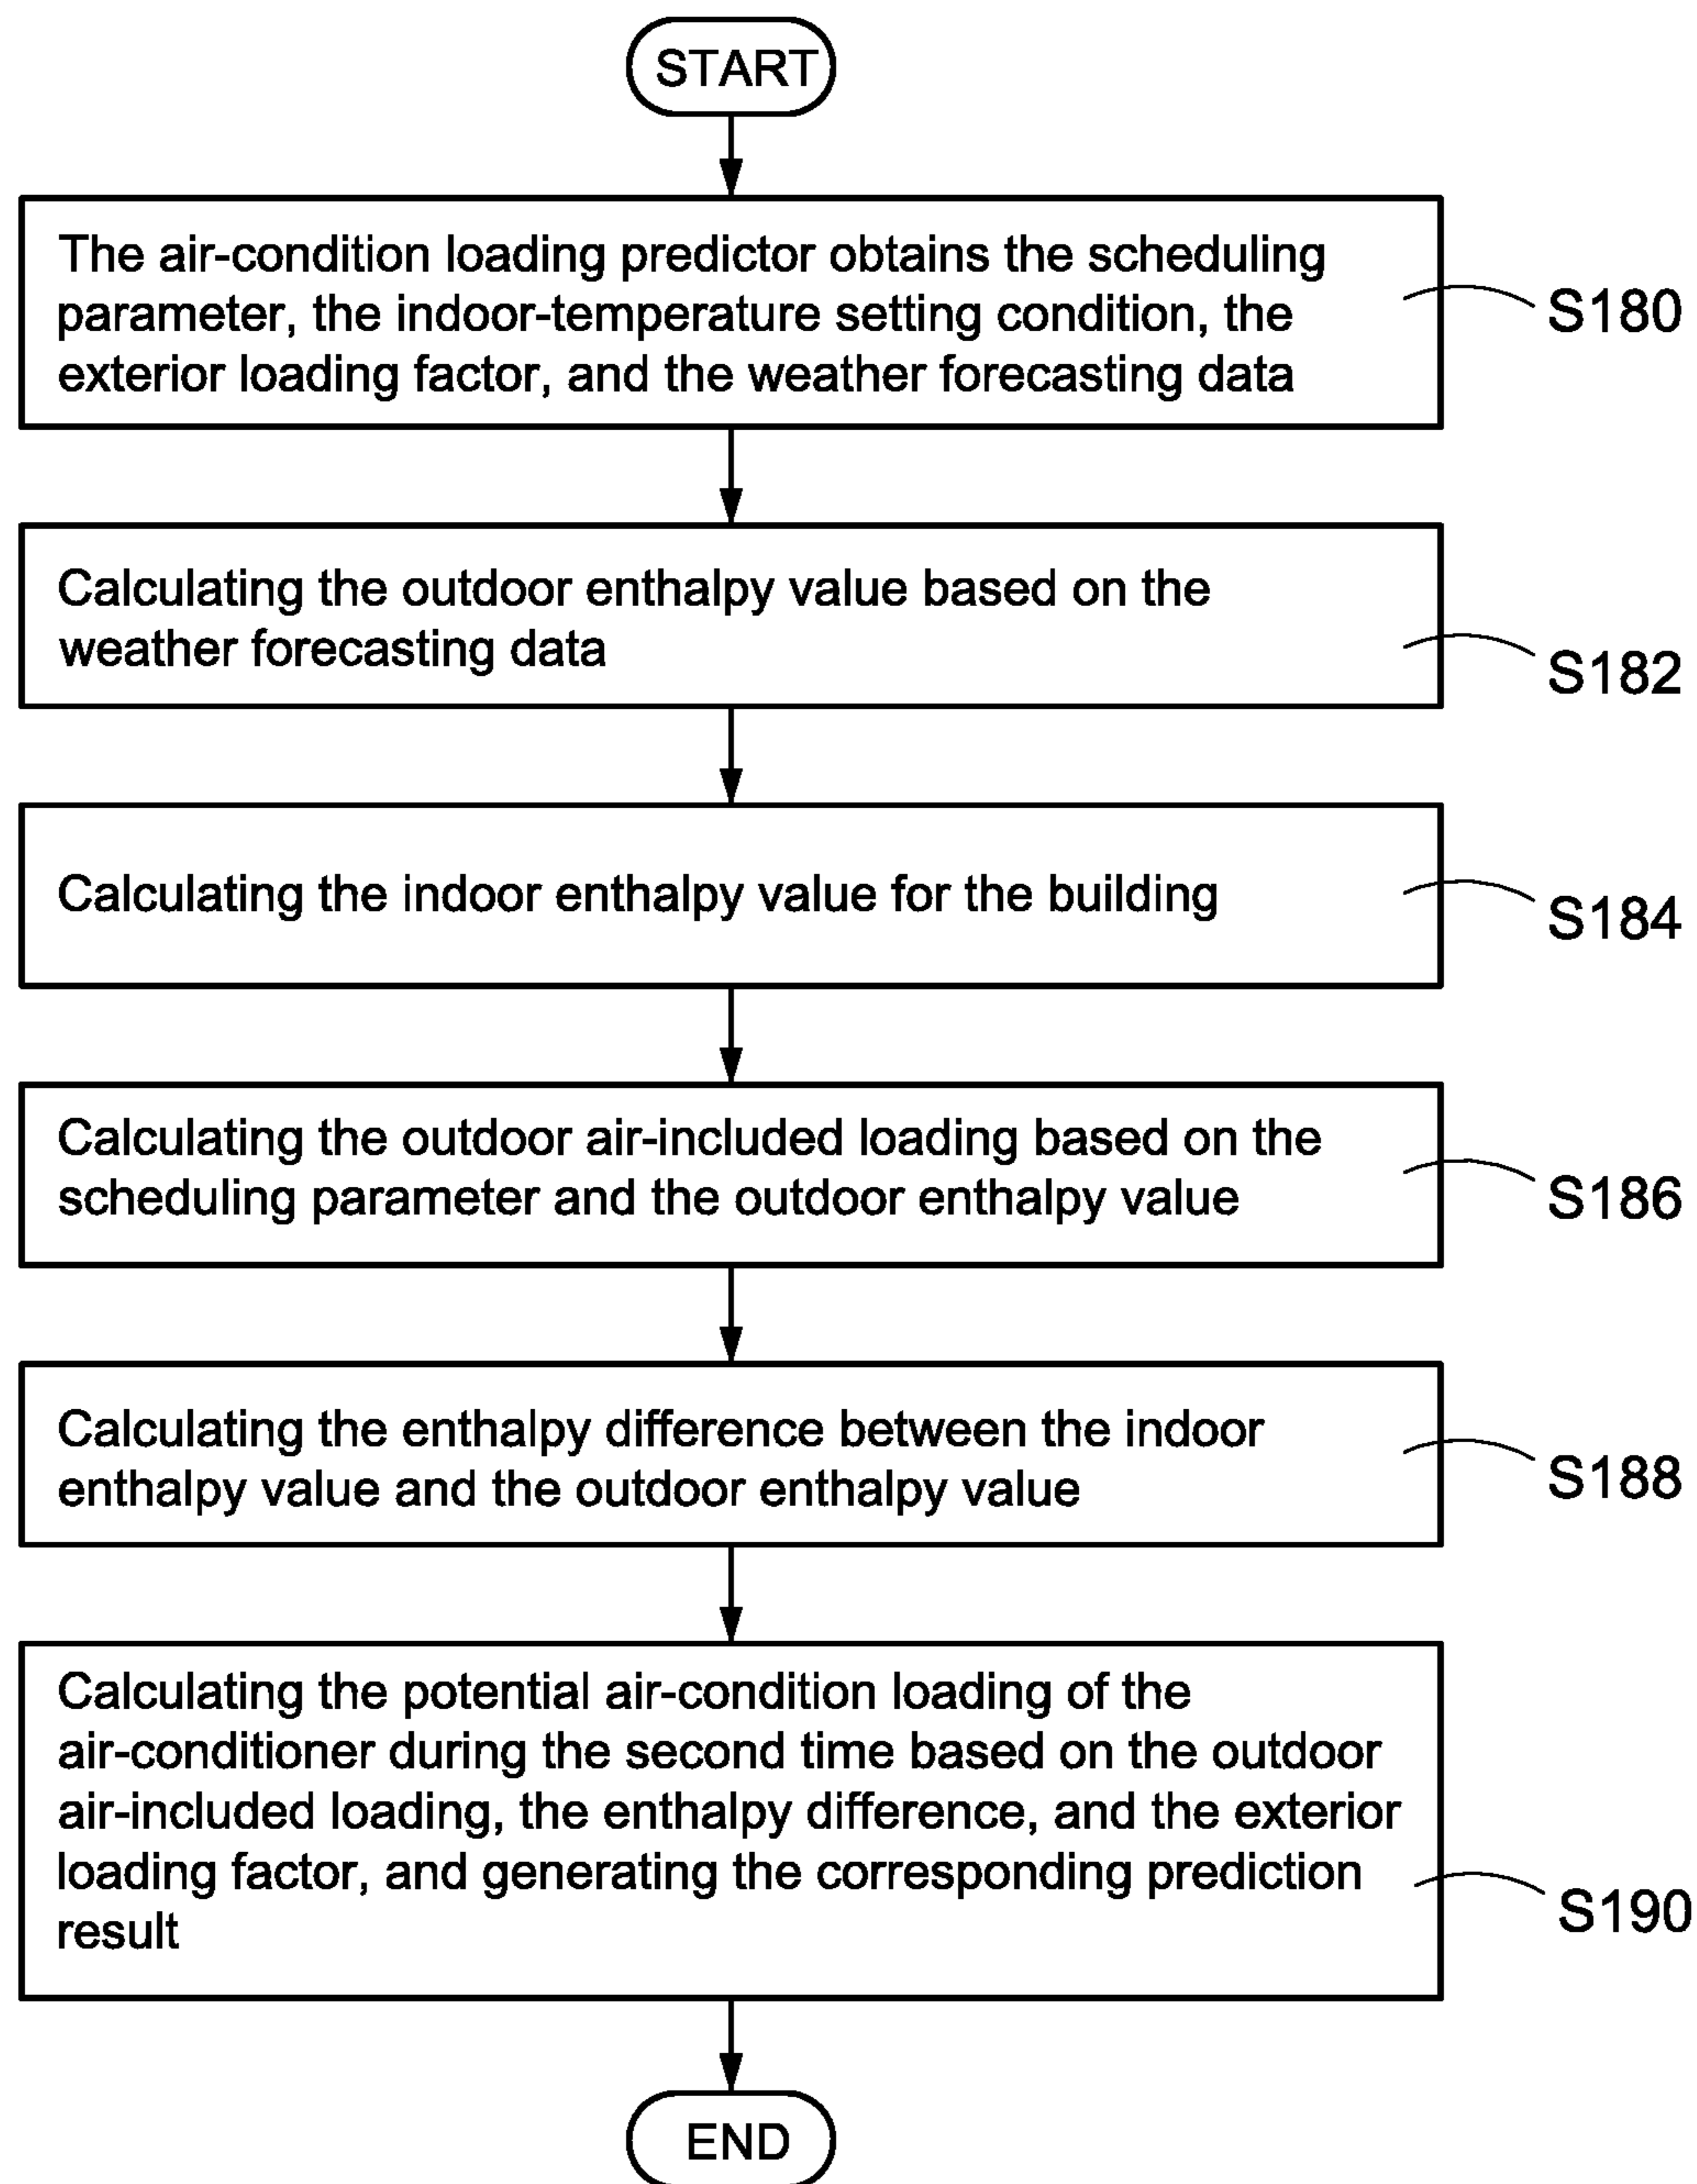 START
The air-condition loading predictor obtains the scheduling
parameter, the indoor-temperature setting condition, the
exterior loading factor, and the weather forecasting data
S180
Calculating the outdoor enthalpy value based on the
weather forecasting data
S182
Calculating the indoor enthalpy value for the building
S184
Calculating the outdoor air-included loading based on the
scheduling parameter and the outdoor enthalpy value
S186
Calculating the enthalpy difference between the indoor
enthalpy value and the outdoor enthalpy value
S188
Calculating the potential air-condition loading of the
air-conditioner during the second time based on the outdoor
air-included loading, the enthalpy difference, and the exterior
loading factor, and generating the corresponding prediction
result
S190
END